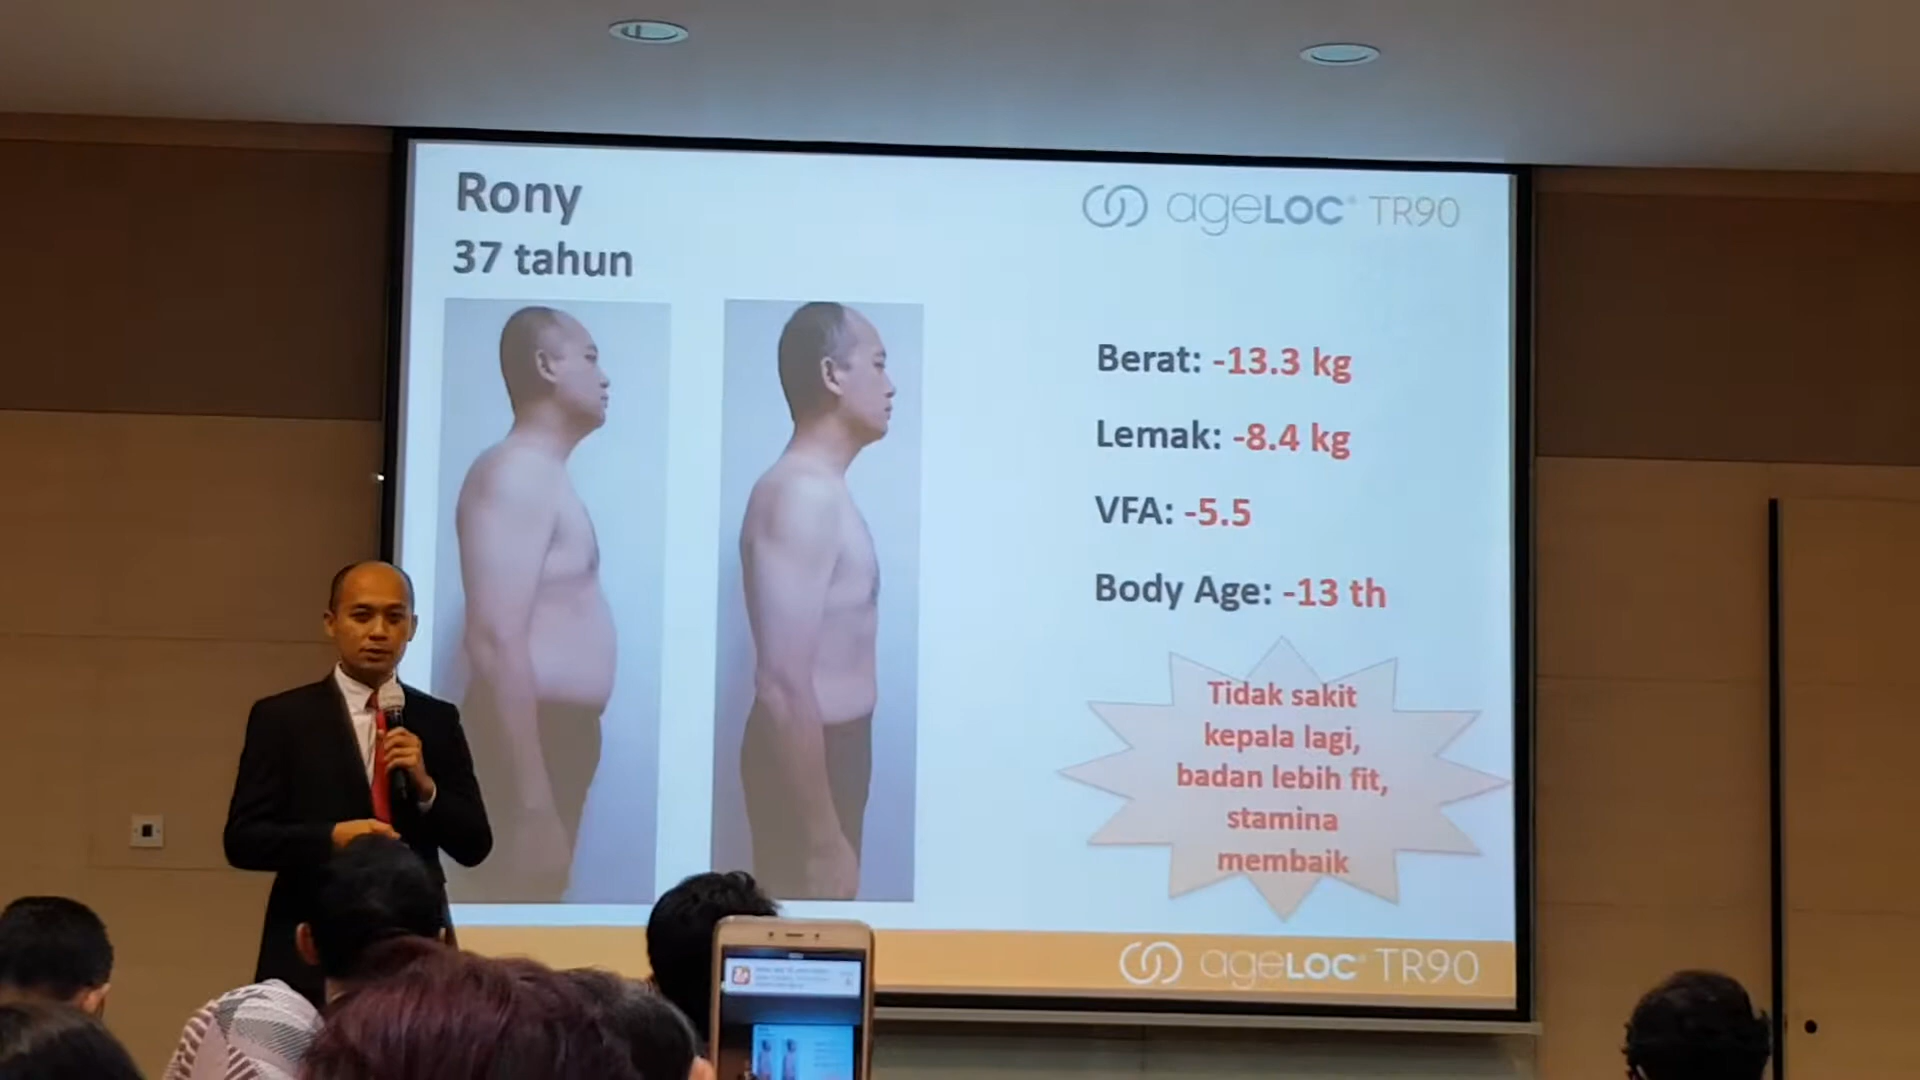 Rony
37 tahun
ageLOC® TR90
Berat: -13.3 kg
Lemak: -8.4 kg
VFA: -5.5
Body Age: -13 th
Tidak sakit
kepala lagi,
badan lebih fit,
stamina
membaik
ageLOC® TR90